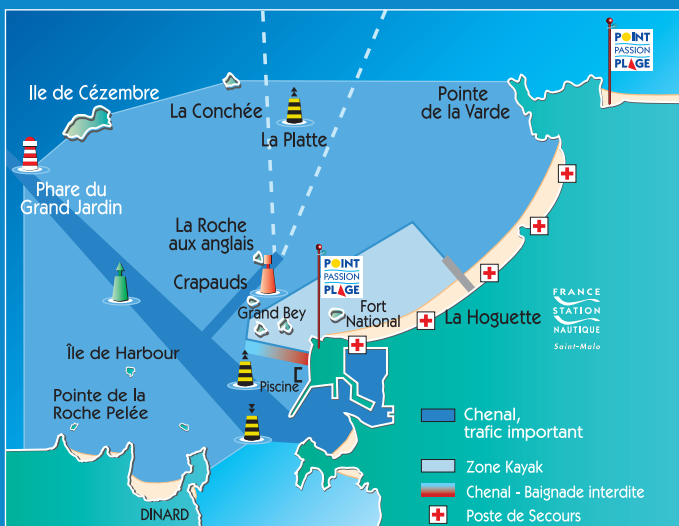 POINT
PASSION
PLAGE
Ile de Cézembre
La Conchée
La Platte
Pointe
de la Varde
Phare du
Grand Jardin
La Roche
aux anglais
POINT
PASSION
PLAGE
Crapauds
Grand Bey
Fort
National
La Hoguette
FRANCE
STATION
NAUTIQUE
Saint-Malo
Île de Harbour
Piscine
Pointe de la
Roche Pelée
DINARD
Chenal,
trafic important
Zone Kayak
Chenal - Baignade interdite
Poste de Secours